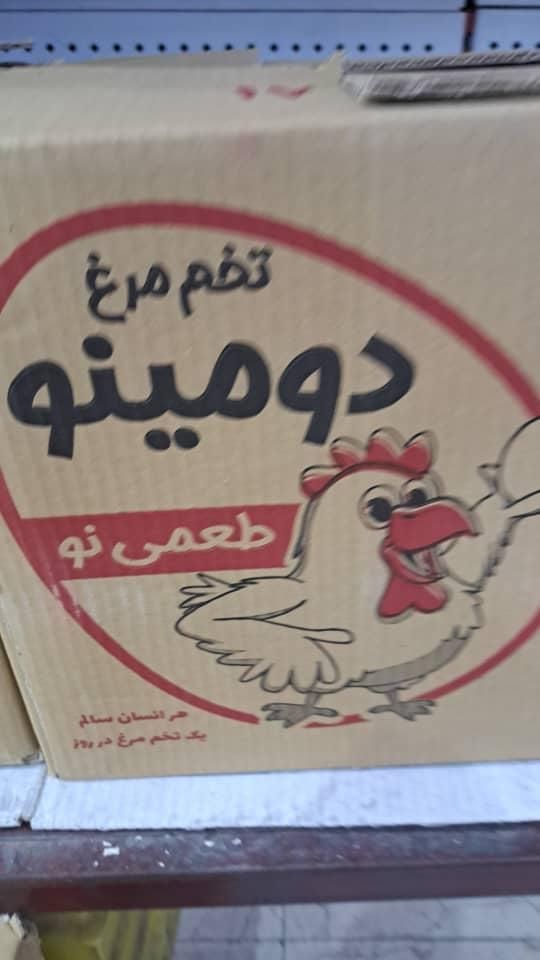 تخم مرغ
دومینو
طعمی نو
هر انسان سالم
یک تخم مرغ در روز